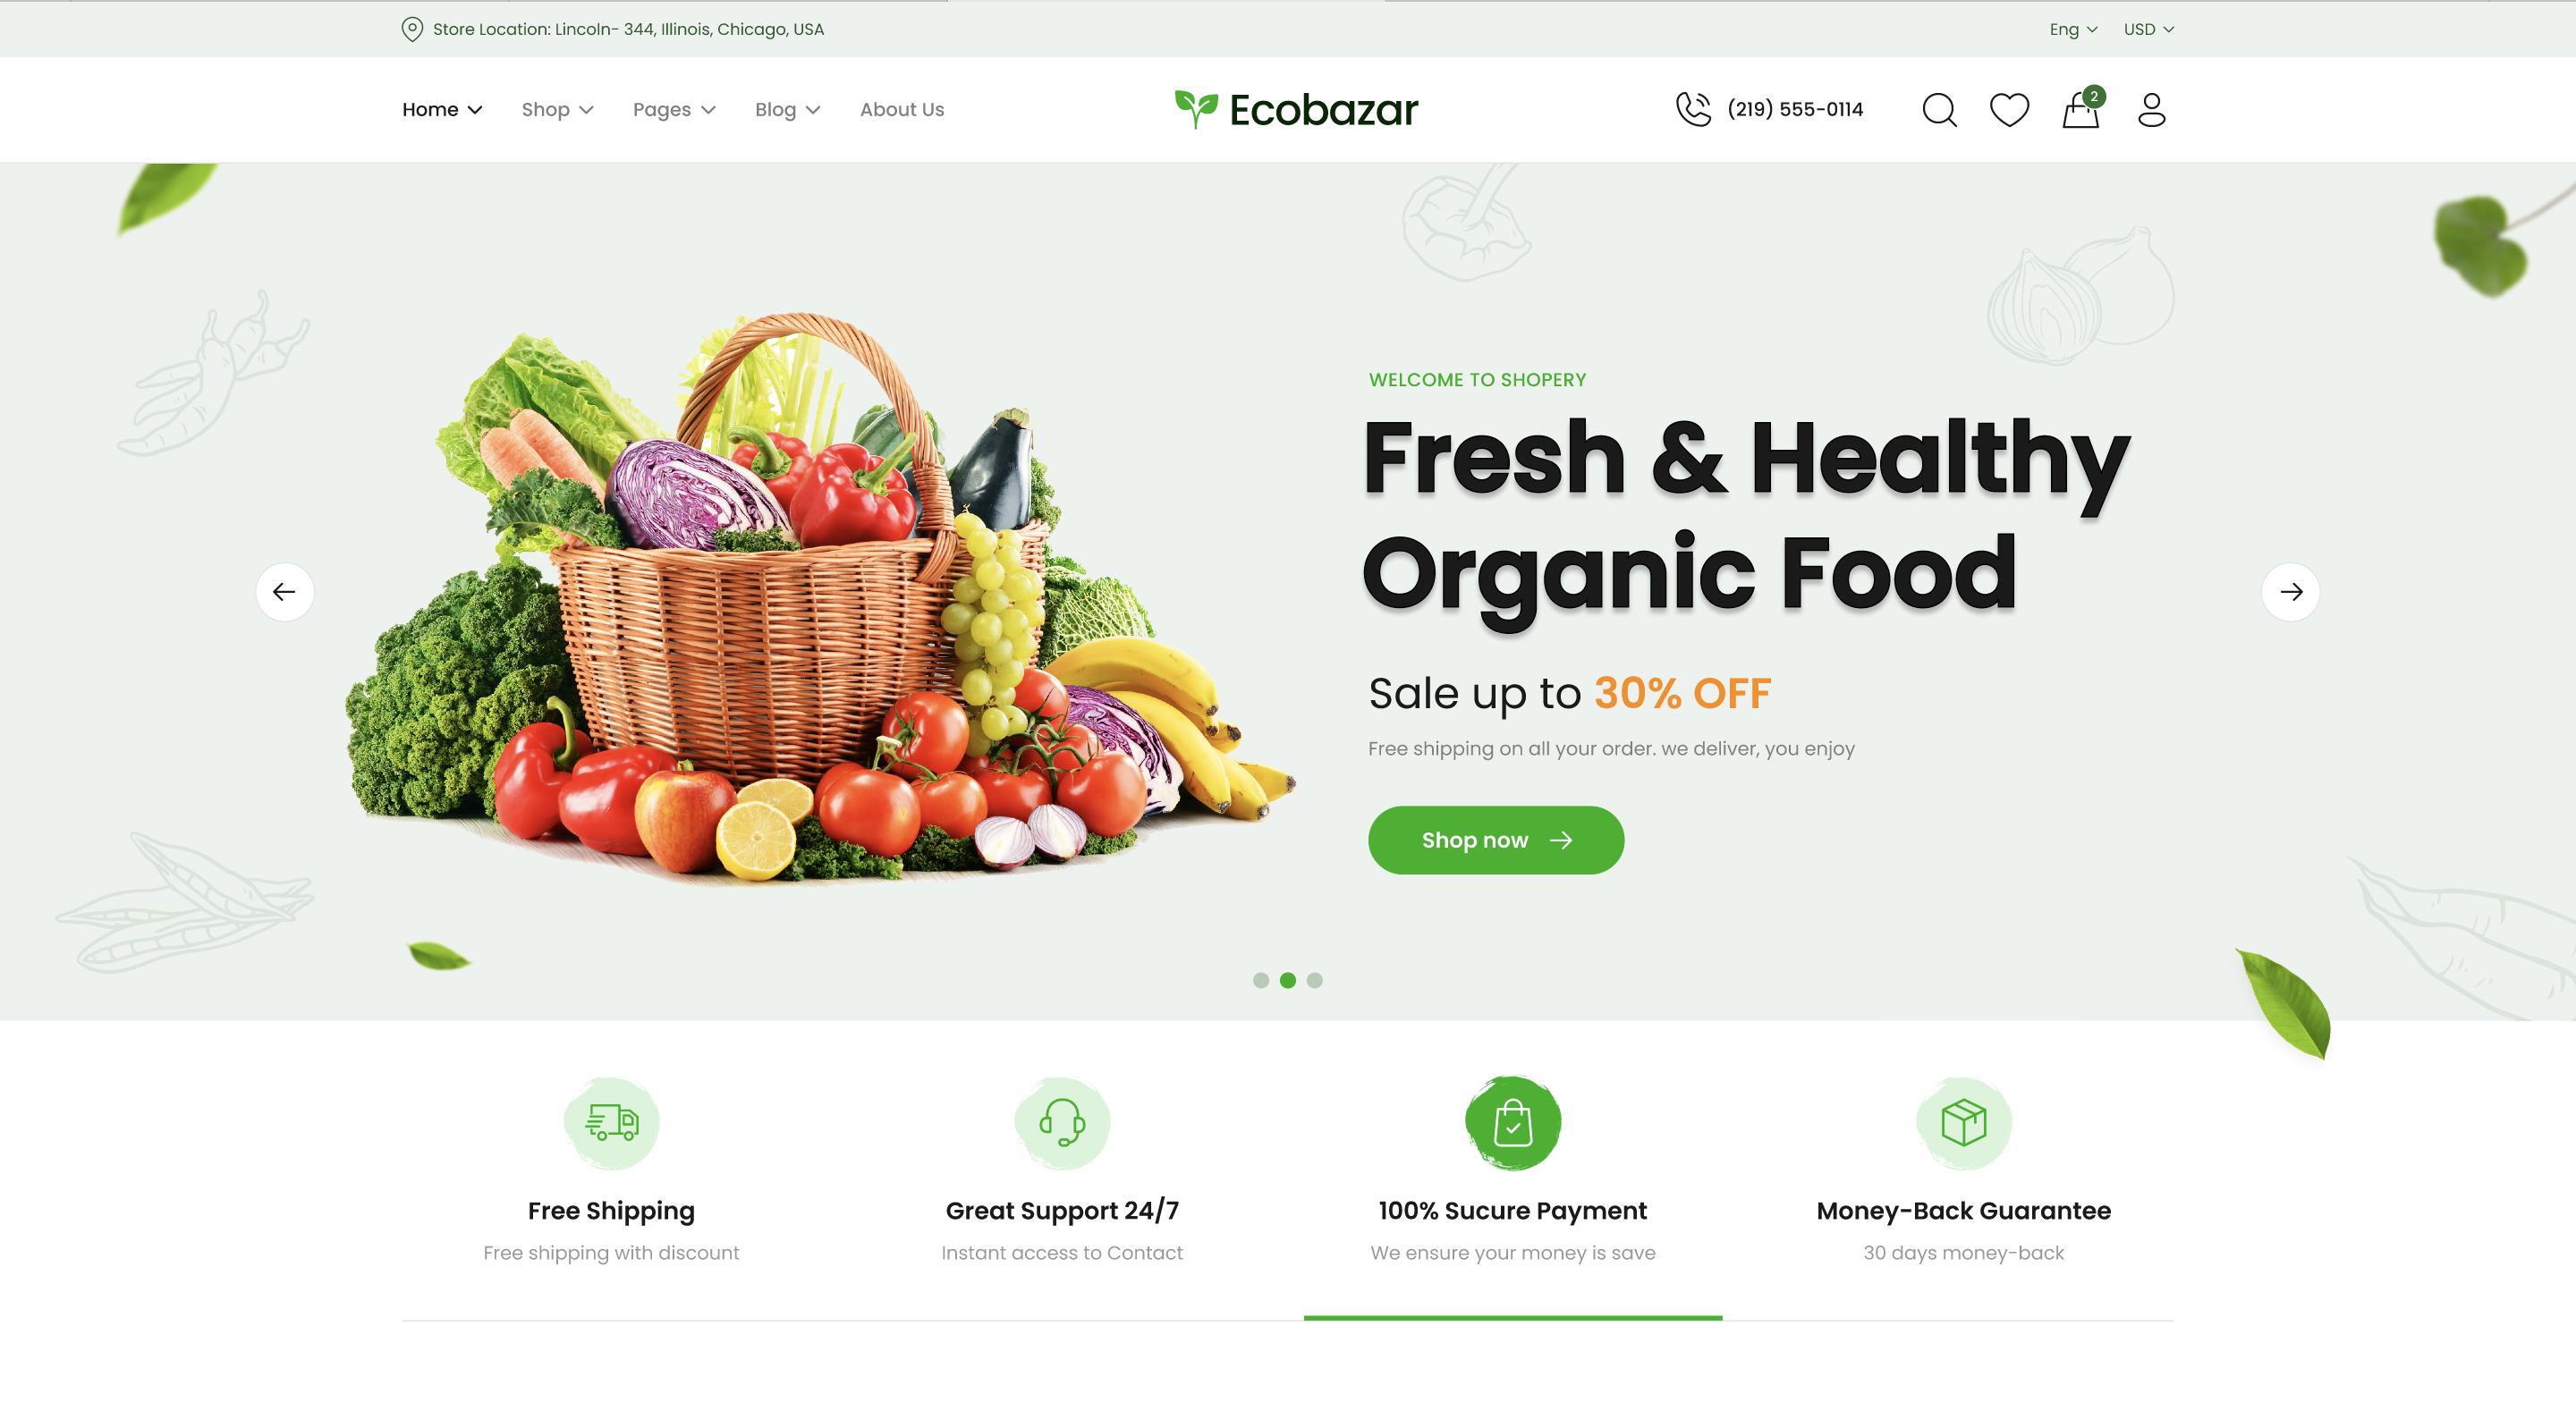 Store Location: Lincoln- 344, Illinois, Chicago, USA
Eng
USD
Home
Shop
Pages
Blog
About Us
Ecobazar
(219) 555-0114
2
WELCOME TO SHOPERY
Fresh & Healthy
Organic Food
Sale up to 30% OFF
Free shipping on all your order. we deliver, you enjoy
Shop now
Free Shipping
Free shipping with discount
Great Support 24/7
Instant access to Contact
100% Sucure Payment
We ensure your money is save
Money-Back Guarantee
30 days money-back